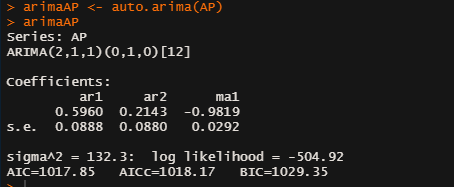 > arimaAP <- auto.arima(AP)
> arimaAP
Series: AP
ARIMA(2,1,1)(0,1,0)[12]
Coefficients:
         ar1     ar2      ma1
      0.5960  0.2143  -0.9819
s.e.  0.0888  0.0880   0.0292
sigma^2 = 132.3:  log likelihood = -504.92
AIC=1017.85   AICc=1018.17   BIC=1029.35
>